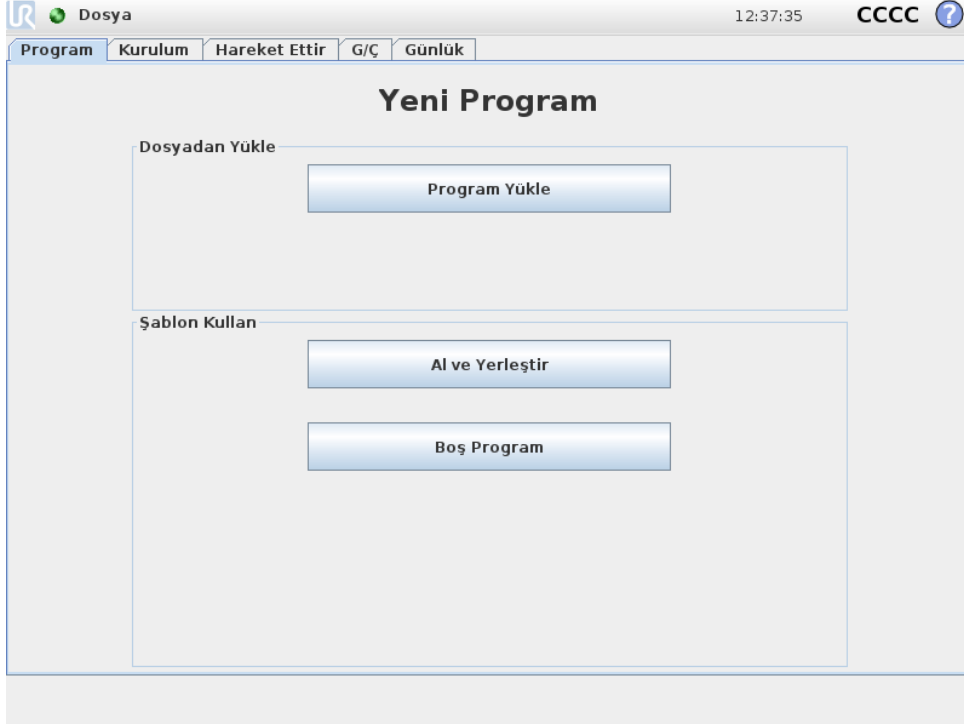 UR Dosya 12:37:35 CCCC ?
Program Kurulum Hareket Ettir G/Ç Günlük
Yeni Program
Dosyadan Yükle
Program Yükle
Şablon Kullan
Al ve Yerleştir
Boş Program